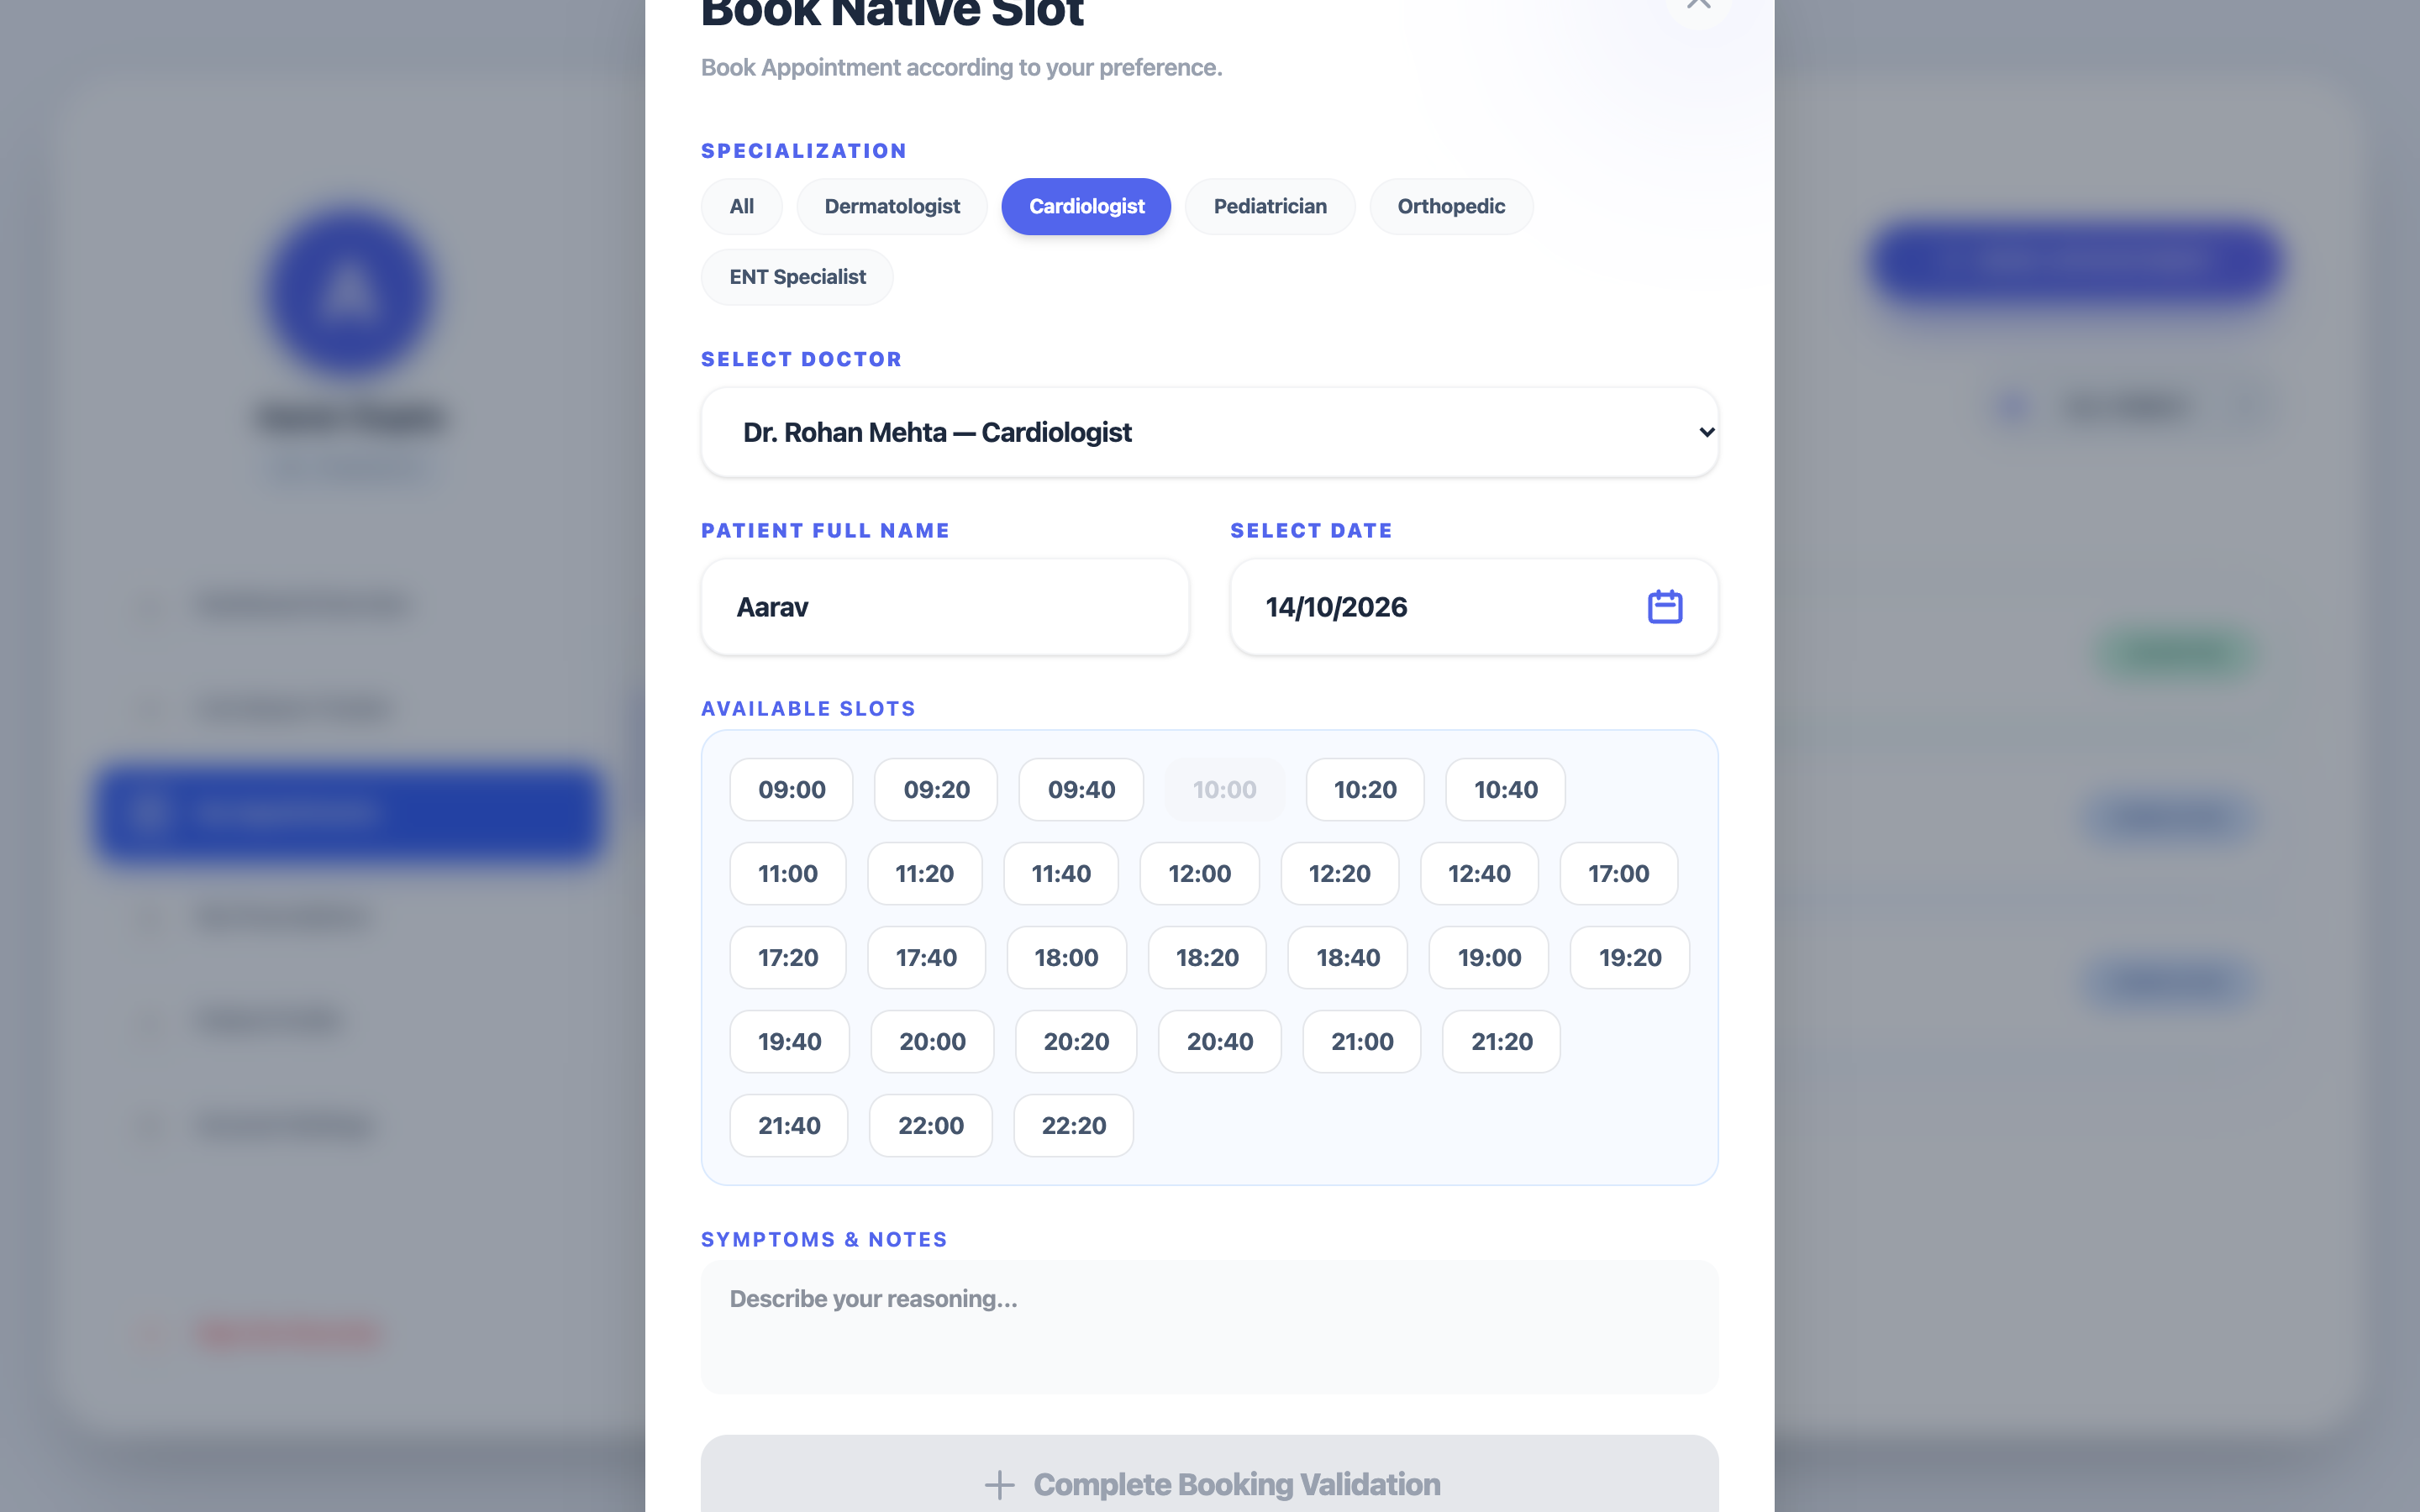 Book Native Slot
Book Appointment according to your preference.
SPECIALIZATION
All Dermatologist Cardiologist Pediatrician Orthopedic
ENT Specialist
SELECT DOCTOR
Dr. Rohan Mehta — Cardiologist
PATIENT FULL NAME SELECT DATE
Aarav 14/10/2026
AVAILABLE SLOTS
09:00 09:20 09:40 10:00 10:20 10:40
11:00 11:20 11:40 12:00 12:20 12:40 17:00
17:20 17:40 18:00 18:20 18:40 19:00 19:20
19:40 20:00 20:20 20:40 21:00 21:20
21:40 22:00 22:20
SYMPTOMS & NOTES
Describe your reasoning...
Complete Booking Validation